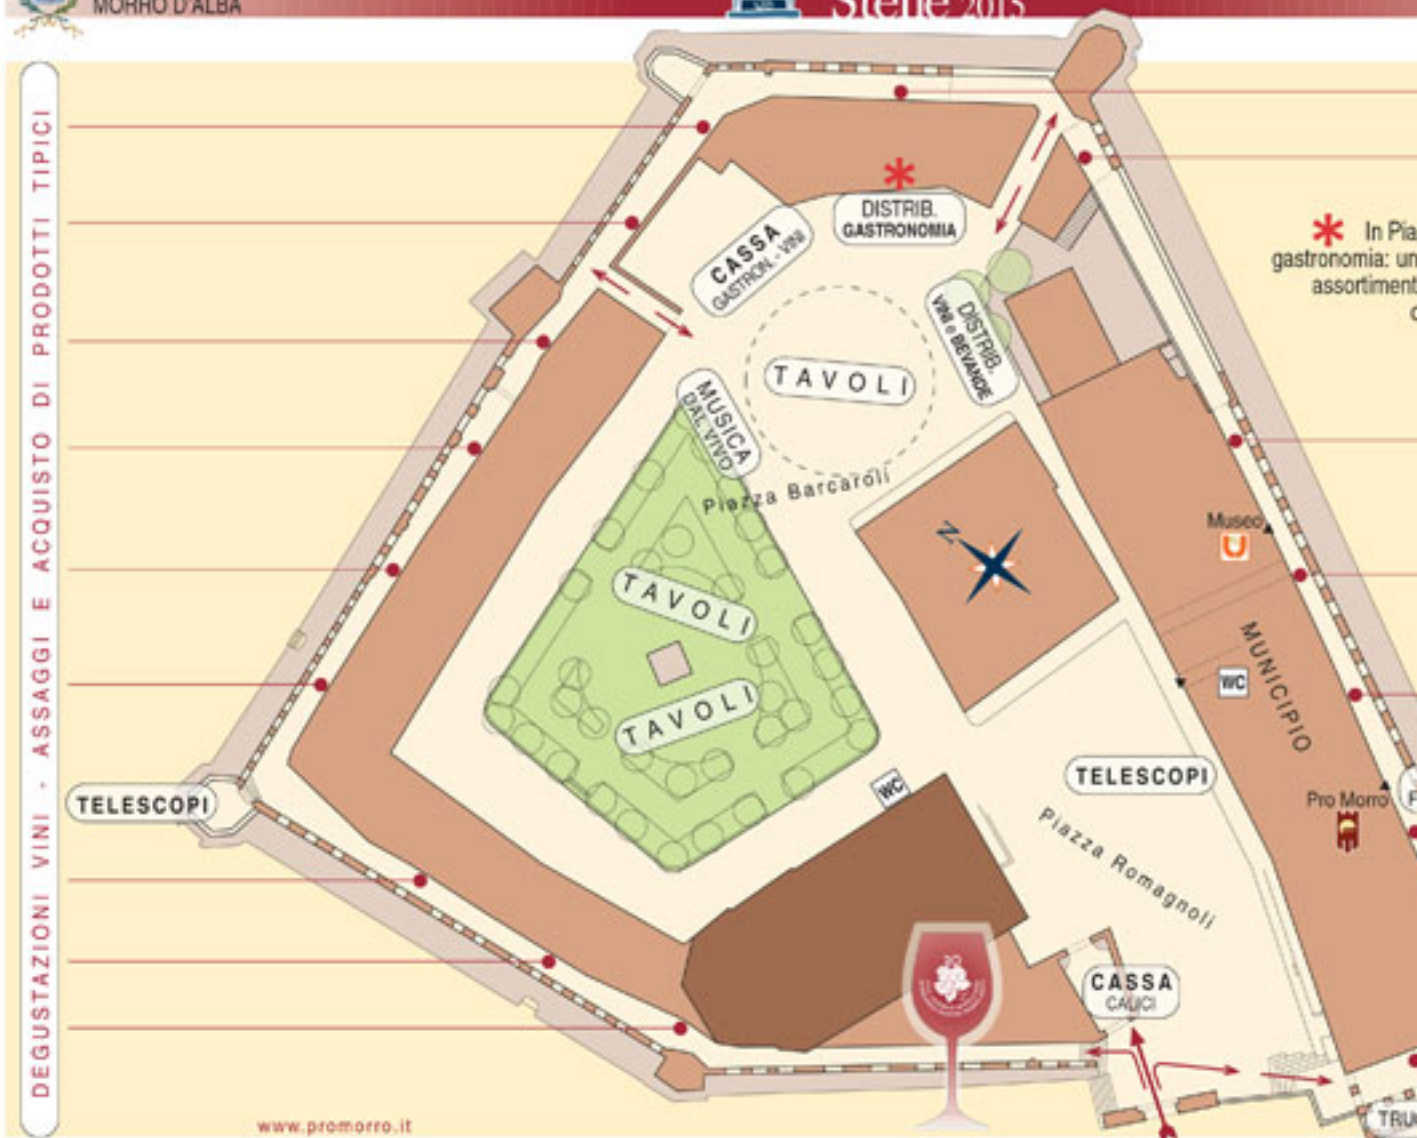 MORRO D'ALBA
Stelle 2015
DEGUSTAZIONI VINI - ASSAGGI E ACQUISTO DI PRODOTTI TIPICI
DISTRIB.
GASTRONOMIA
CASSA
GASTRON. - VINI
DISTRIB.
VINI e BEVANDE
In Pia
gastronomia: un
assortiment
TAVOLI
MUSICA
DAL VIVO
Piazza Barcaroli
N.
Museo
TAVOLI
MUNICIPIO
WC
TAVOLI
TELESCOPI
WC
TELESCOPI
Pro Morro
Piazza Romagnoli
CASSA
CALICI
www.promorro.it